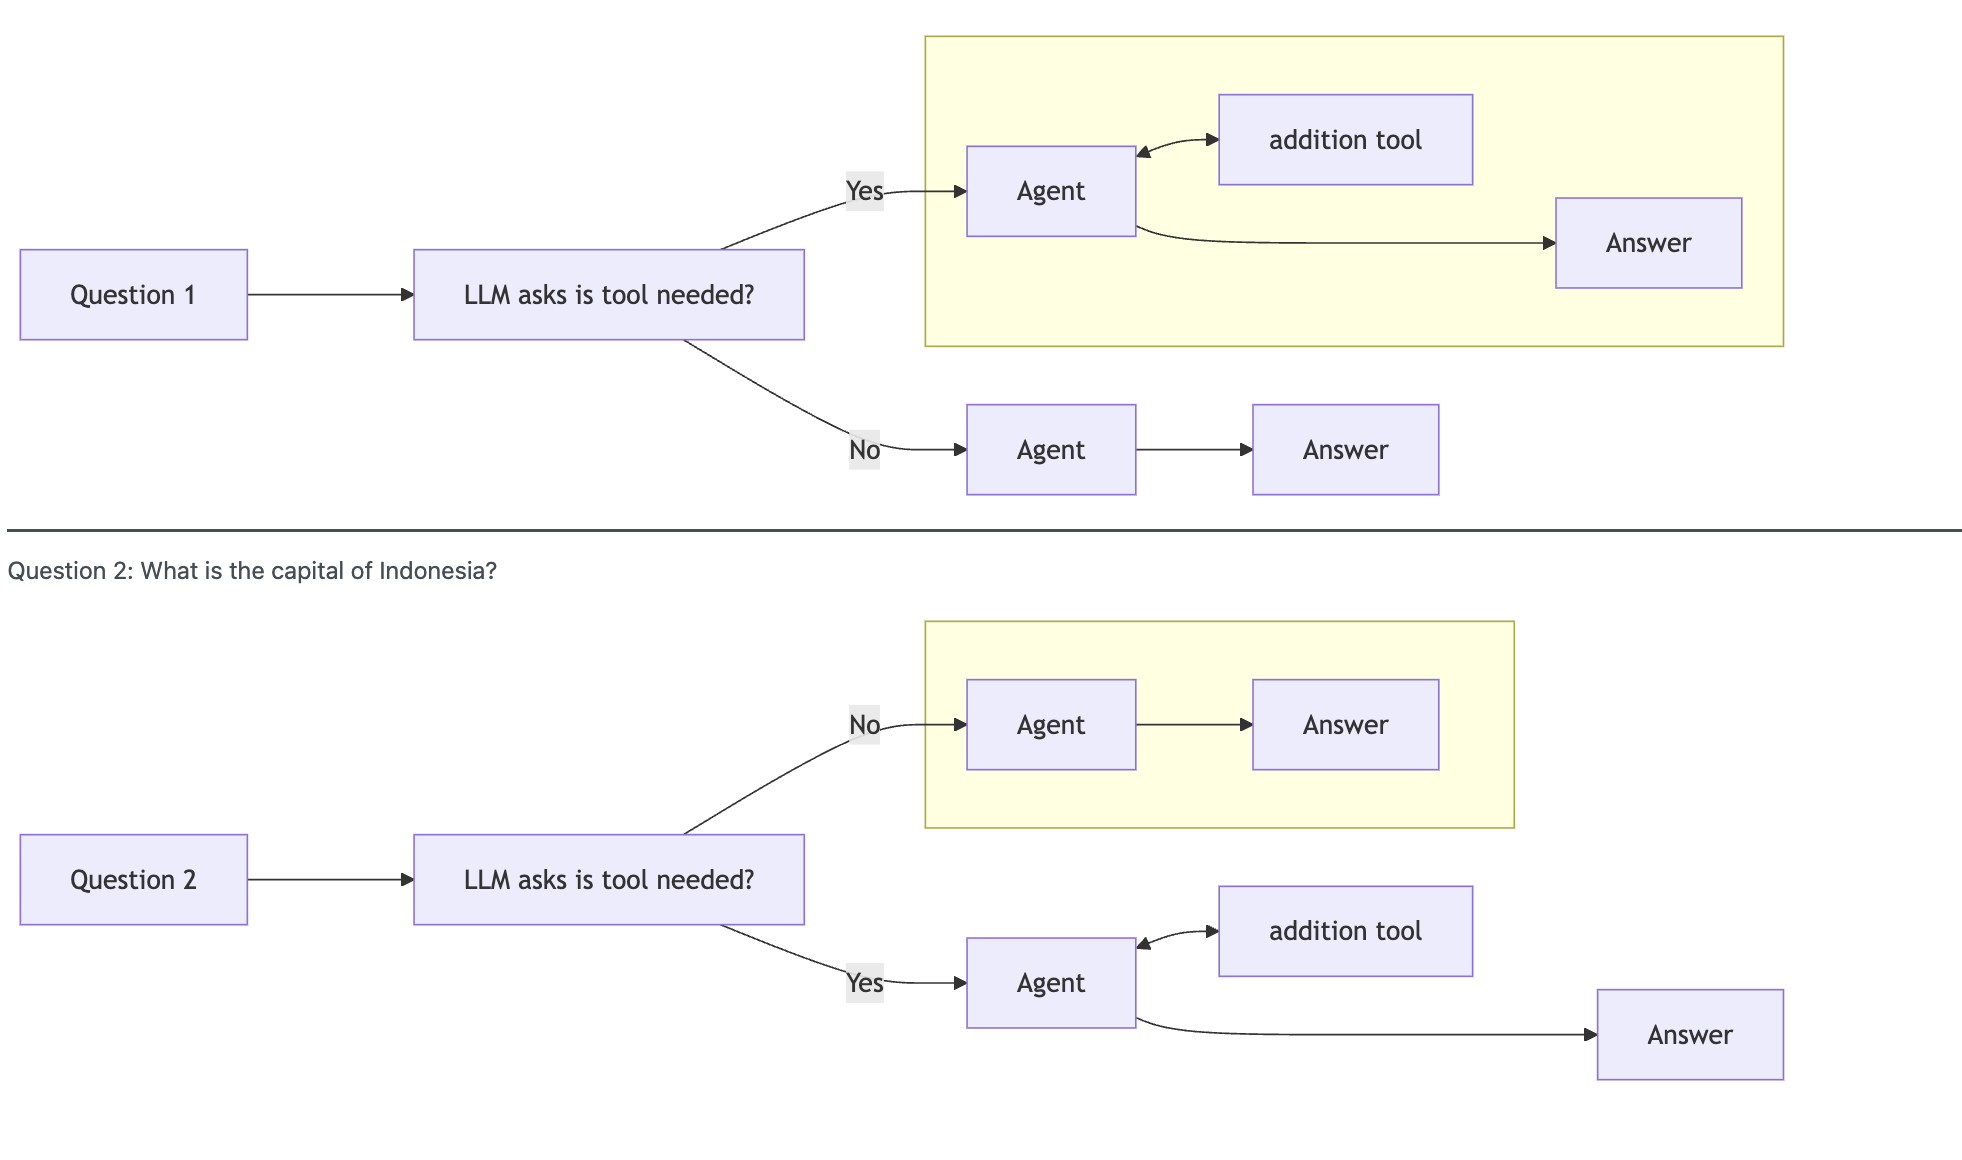 addition tool
Yes
Agent
Answer
Question 1
LLM asks is tool needed?
No
Agent
Answer
Question 2: What is the capital of Indonesia?
No
Agent
Answer
Question 2
LLM asks is tool needed?
addition tool
Yes
Agent
Answer